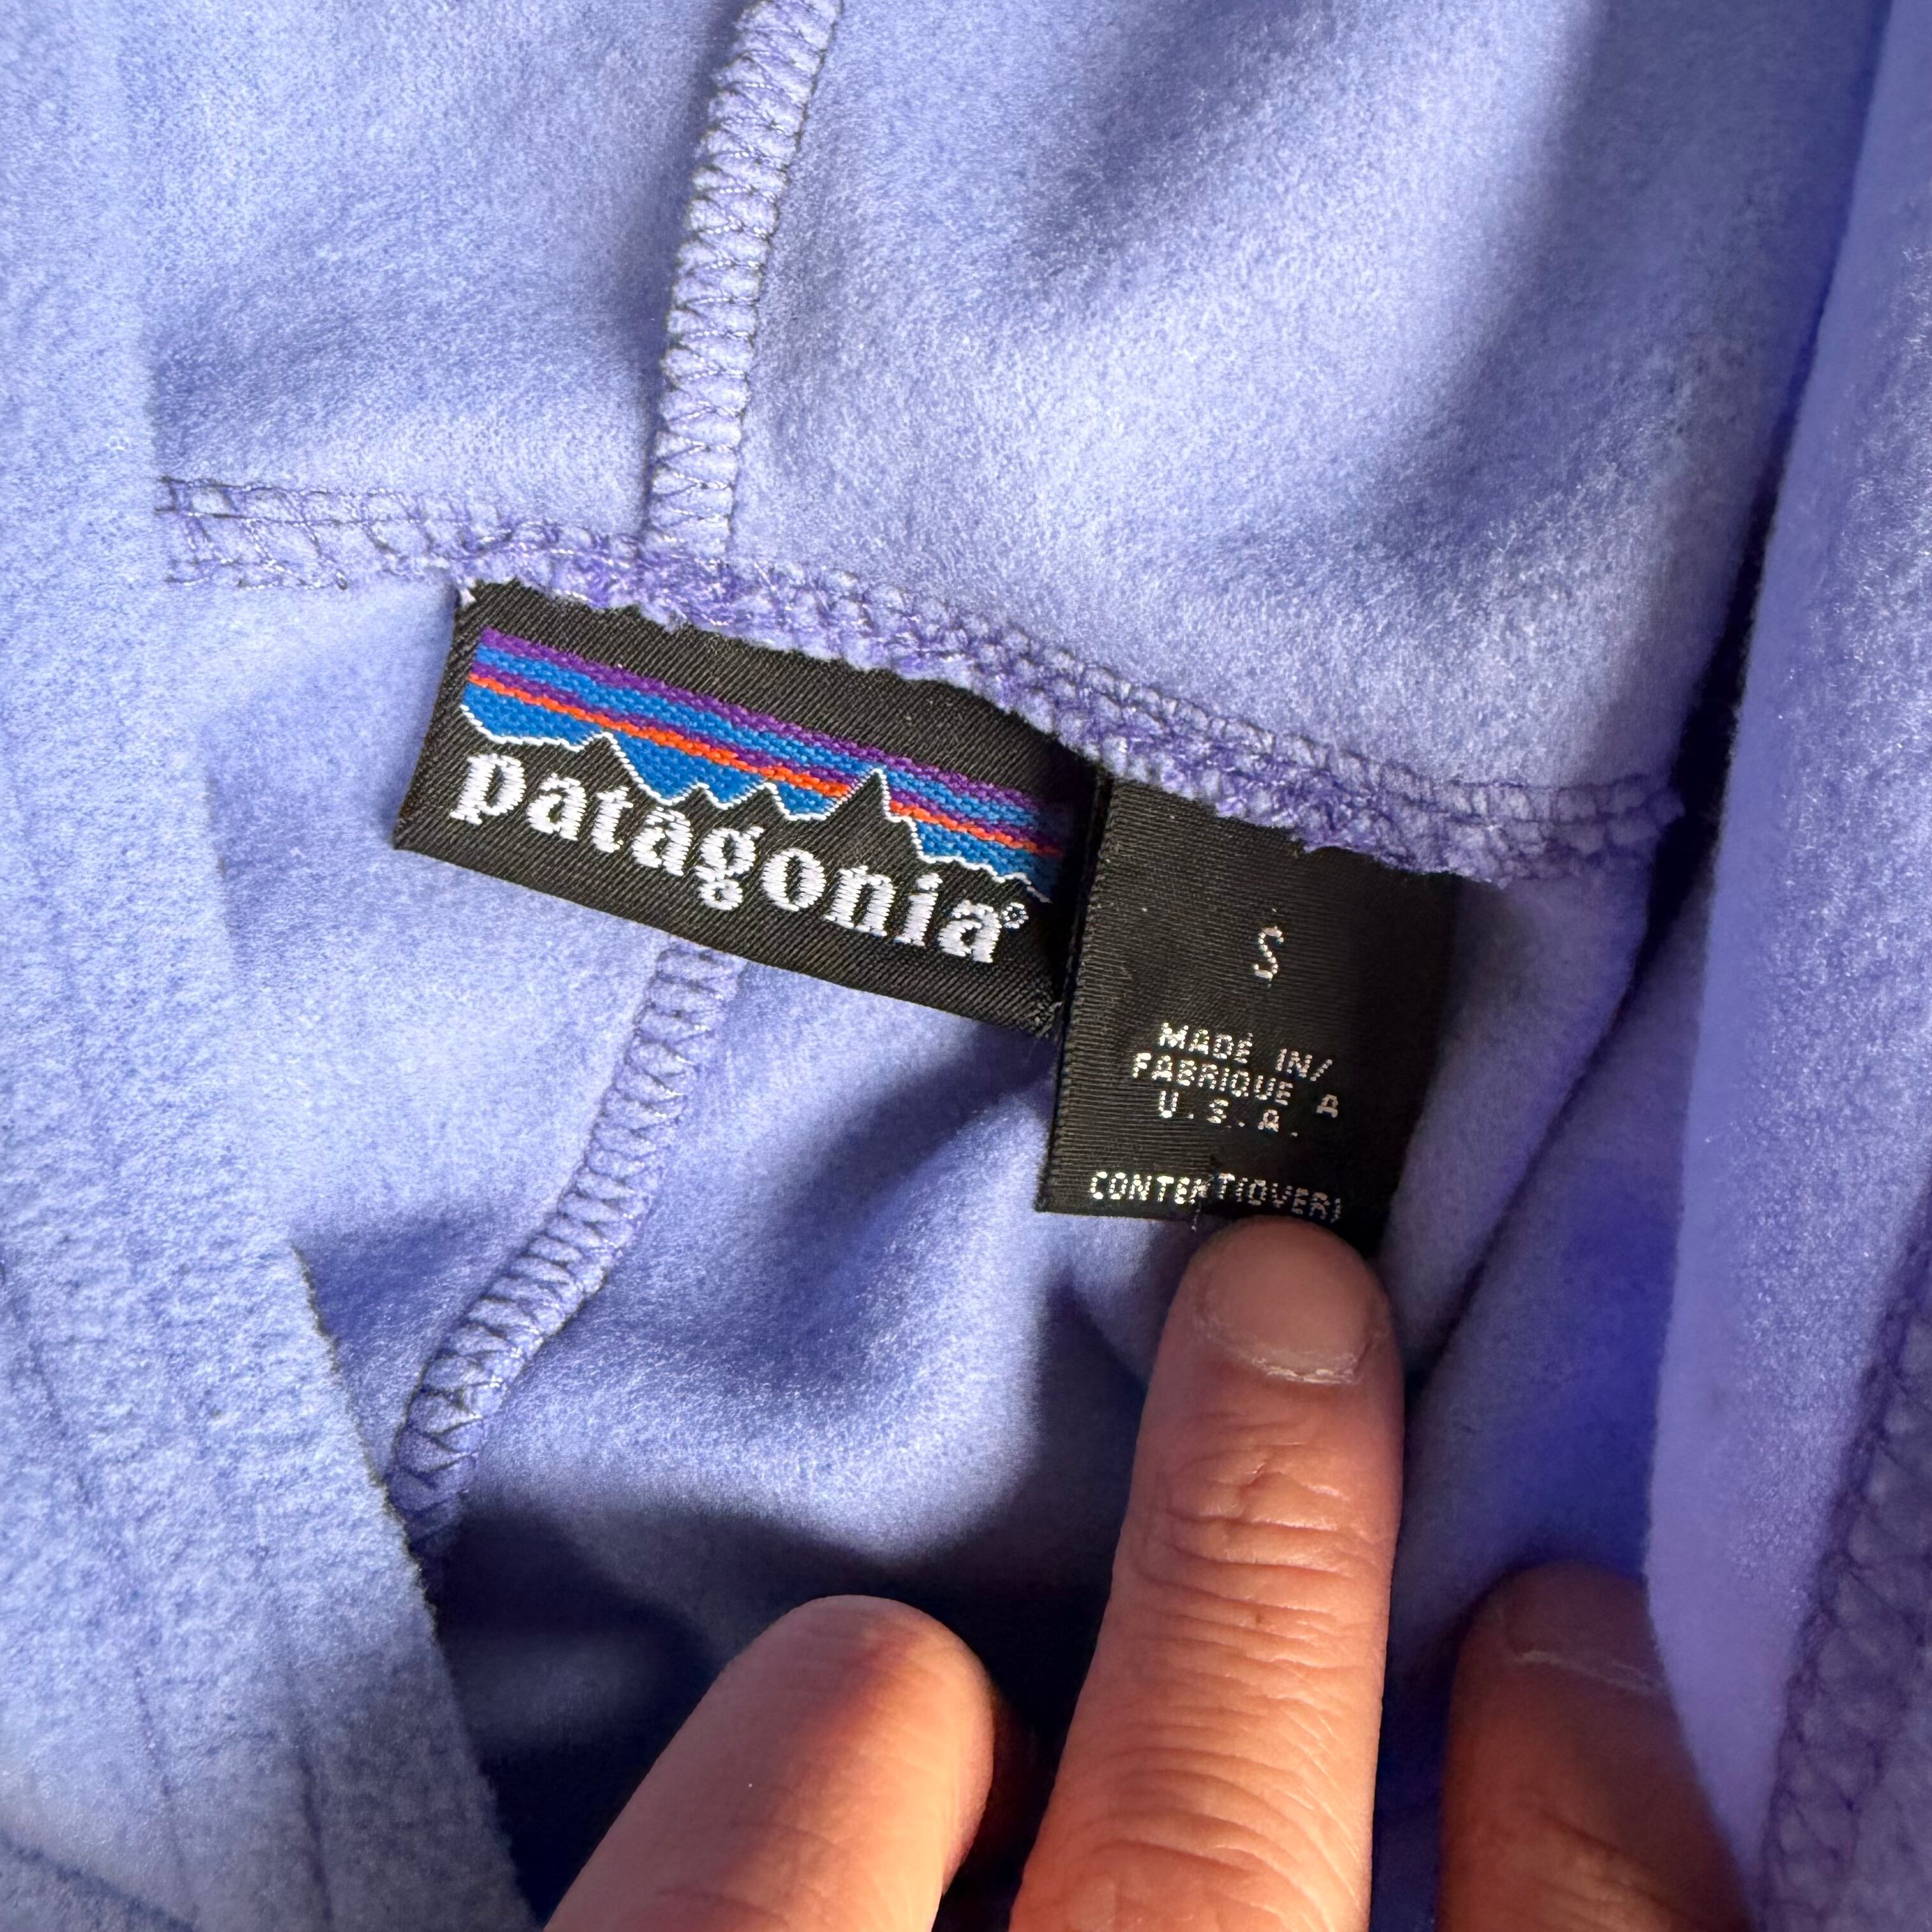 patagonia®
S
MADE IN/
FABRIQUE A
U.S.A.
CONTENT(OVER)